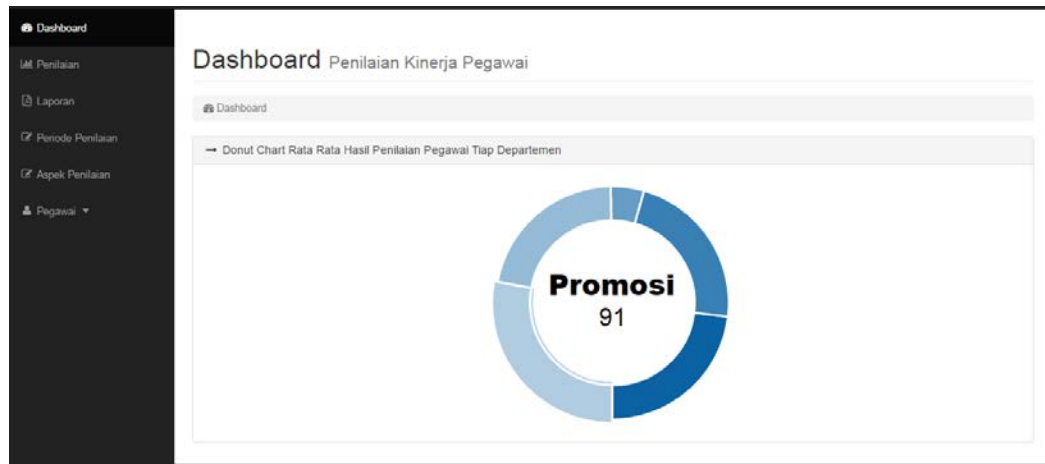 Dashboard
Penilaian
Laporan
Periode Penilaian
Aspek Penilaian
Pegawai
Dashboard Penilaian Kinerja Pegawai
Dashboard
→ Donut Chart Rata Rata Hasil Penilaian Pegawai Tiap Departemen
Promosi
91